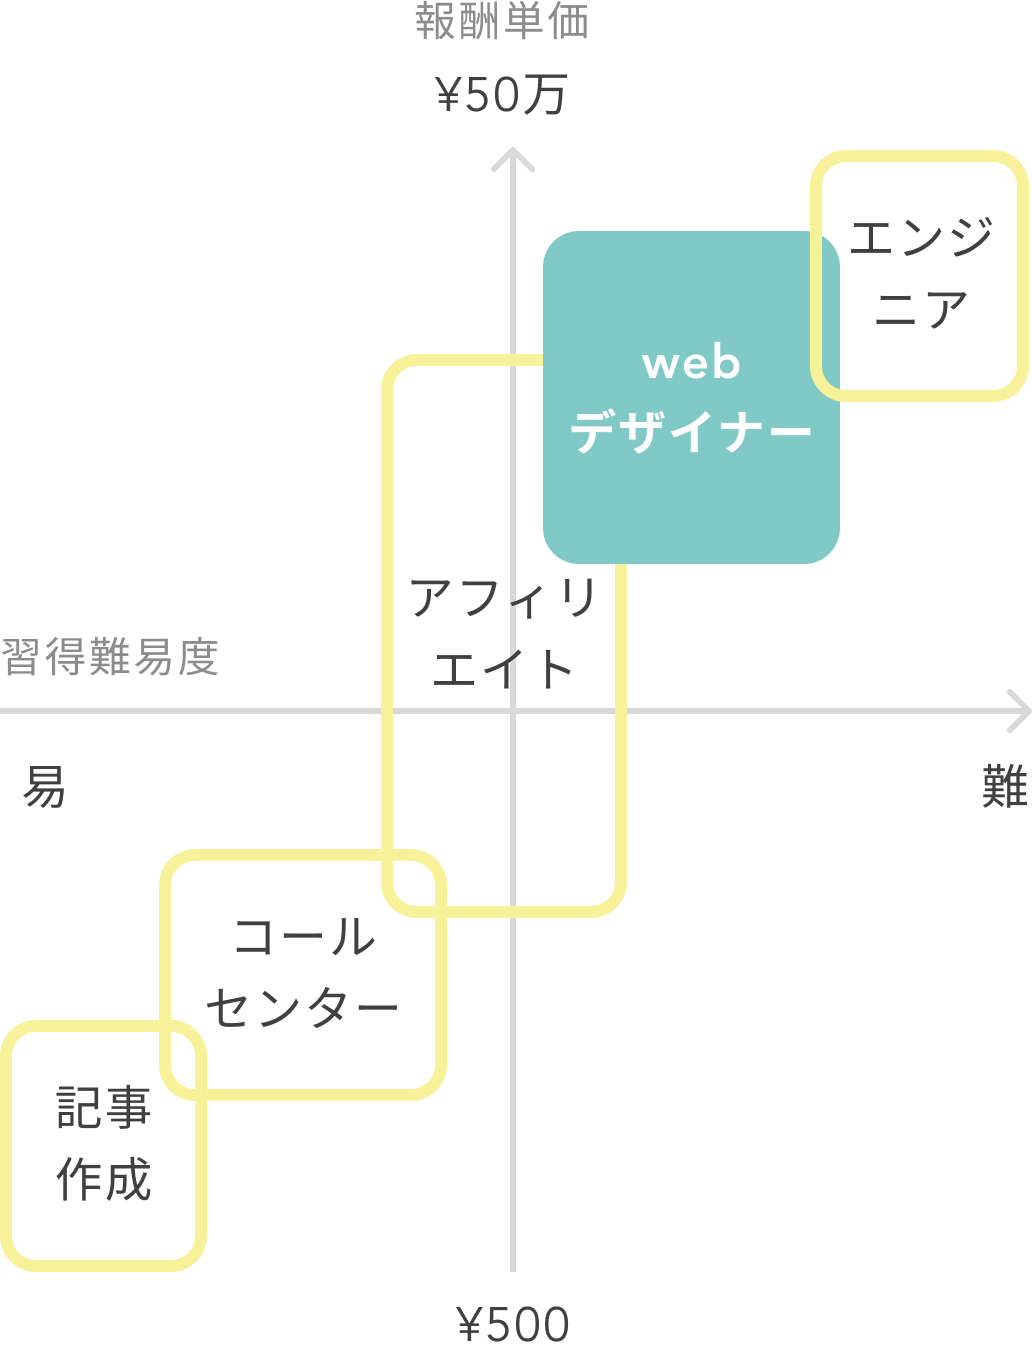 報酬単価
¥50万
エンジ
ニア
web
デザイナー
アフィリ
エイト
習得難易度
易
難
コール
センター
記事
作成
¥500